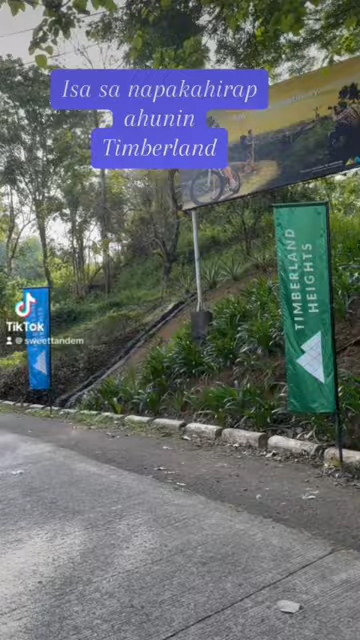 Isa sa napakahirap
ahunin
Timberland
TIMBERLAND
HEIGHTS
TikTok
@sweettandem